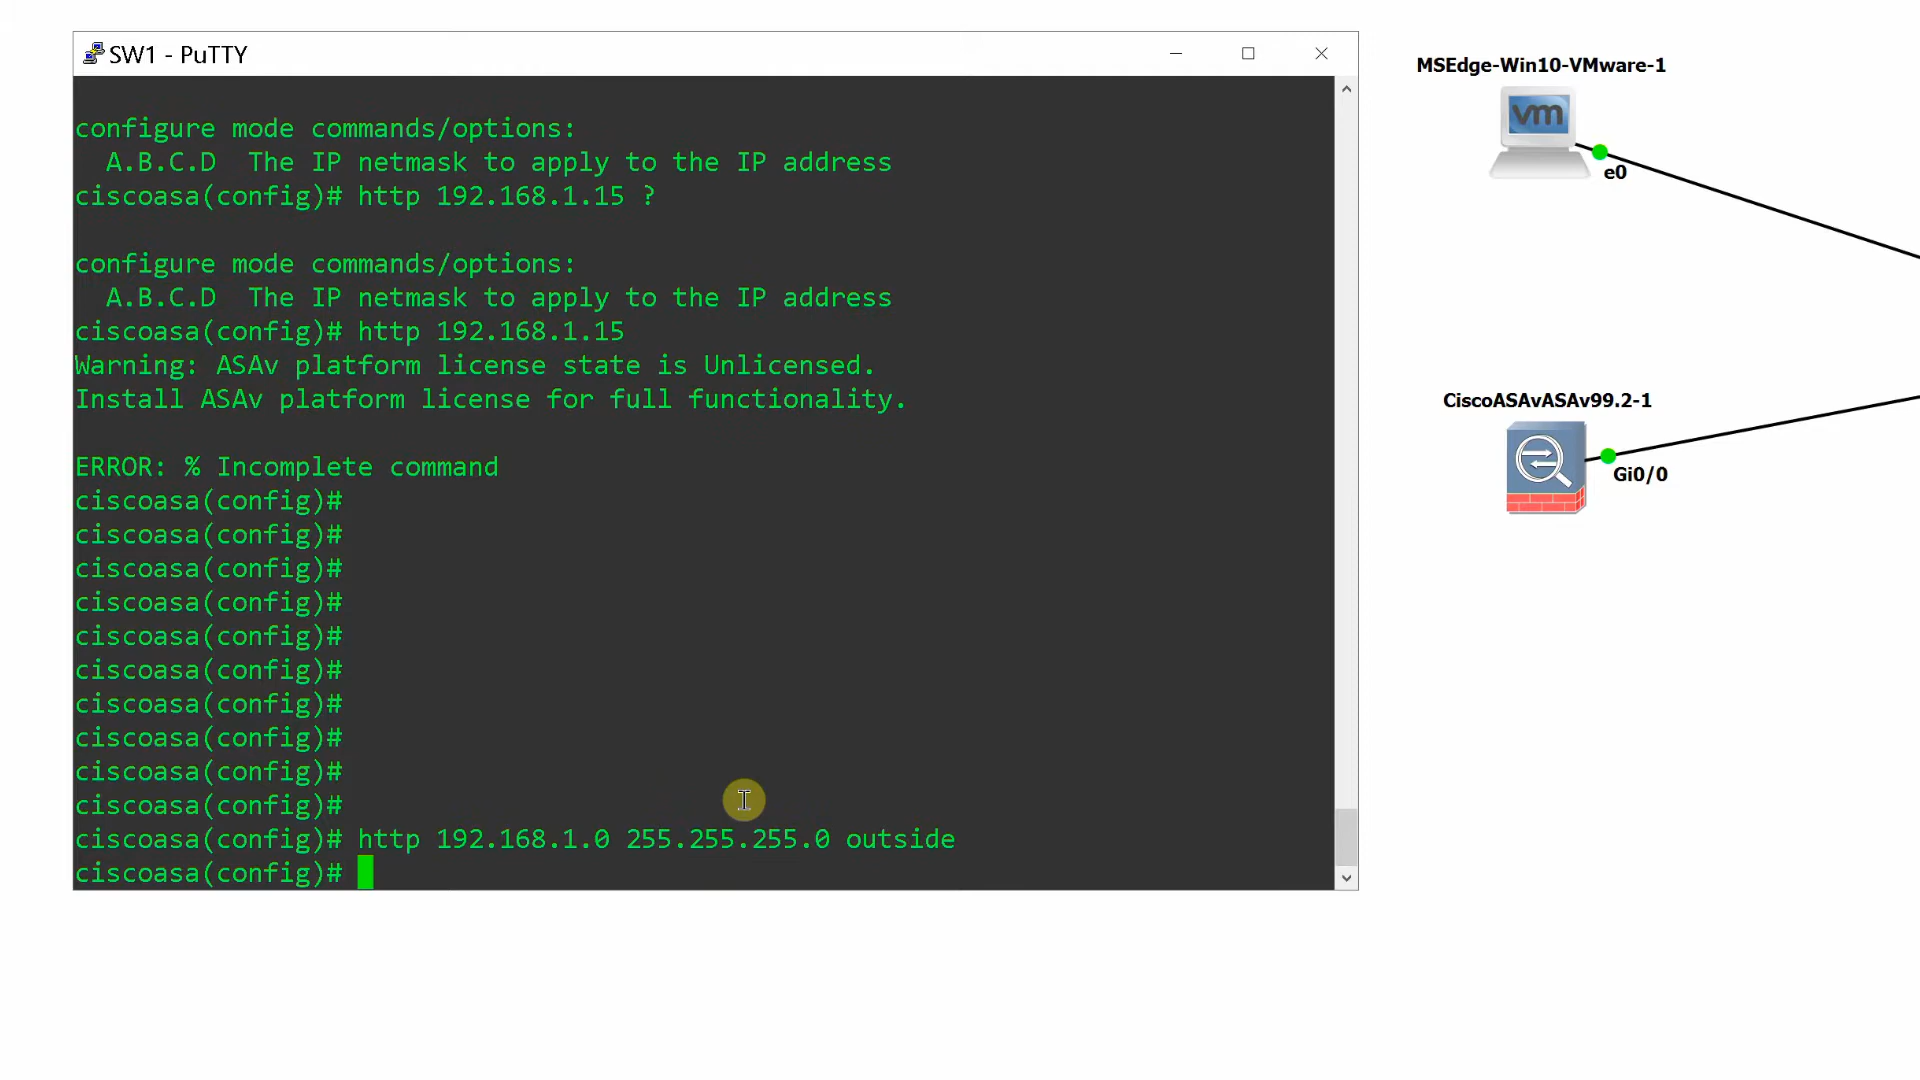 SW1 - PuTTY
configure mode commands/options:
  A.B.C.D  The IP netmask to apply to the IP address
ciscoasa(config)# http 192.168.1.15 ?
configure mode commands/options:
  A.B.C.D  The IP netmask to apply to the IP address
ciscoasa(config)# http 192.168.1.15
Warning: ASAv platform license state is Unlicensed.
Install ASAv platform license for full functionality.
ERROR: % Incomplete command
ciscoasa(config)#
ciscoasa(config)#
ciscoasa(config)#
ciscoasa(config)#
ciscoasa(config)#
ciscoasa(config)#
ciscoasa(config)#
ciscoasa(config)#
ciscoasa(config)#
ciscoasa(config)#
ciscoasa(config)# http 192.168.1.0 255.255.255.0 outside
ciscoasa(config)#
MSEdge-Win10-VMware-1
vm
e0
CiscoASAvASAv99.2-1
Gi0/0